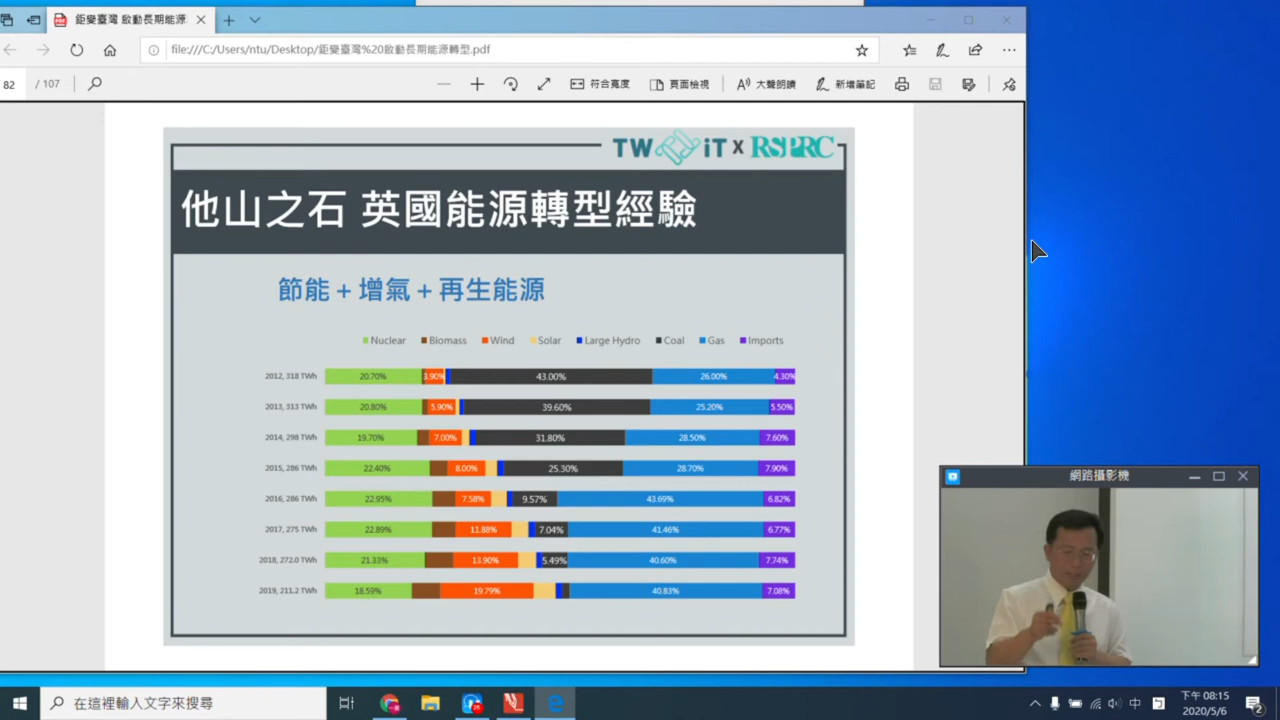 鉅變臺灣 啟動長期能源
file:///C:/Users/ntu/Desktop/鉅變臺灣%20啟動長期能源轉型.pdf
82 / 107
符合寬度 頁面檢視 大聲朗讀 新增筆記
TW iT X RSPRC
他山之石 英國能源轉型經驗
節能 + 增氣 + 再生能源
Nuclear Biomass Wind Solar Large Hydro Coal Gas Imports
2012, 318 TWh 20.70% 3.90% 43.00% 26.00% 4.30%
2013, 313 TWh 20.80% 5.90% 39.60% 25.20% 5.50%
2014, 298 TWh 19.70% 7.00% 31.80% 28.50% 7.60%
2015, 286 TWh 22.40% 8.00% 25.30% 28.70% 7.90%
2016, 286 TWh 22.95% 7.58% 9.57% 43.69% 6.82%
2017, 275 TWh 22.89% 11.88% 7.04% 41.46% 6.77%
2018, 272.0 TWh 21.33% 13.90% 5.49% 40.60% 7.74%
2019, 211.2 TWh 18.59% 19.79% 40.83% 7.08%
網路攝影機
在這裡輸入文字來搜尋
中
下午 08:15
2020/5/6
2